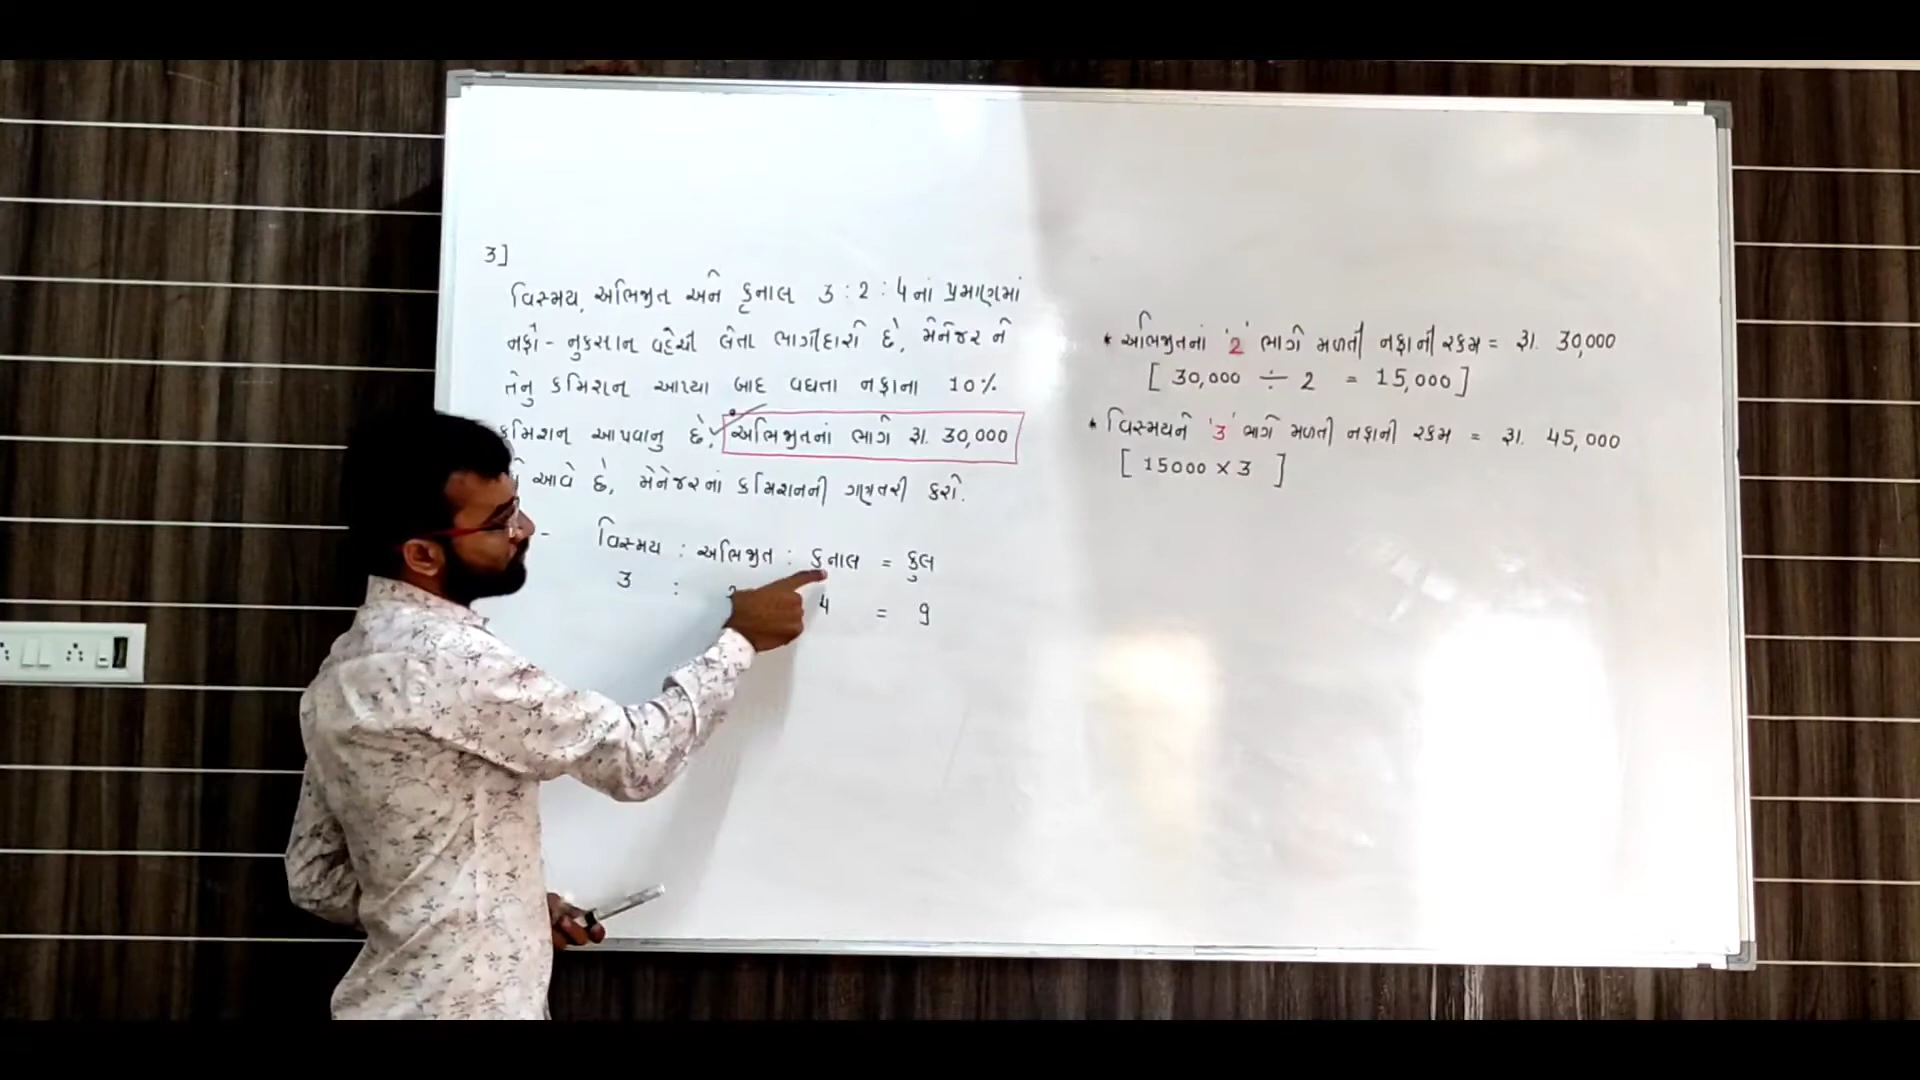 3]
વિસ્મય, અભિજીત અને કૃનાલ 3 : 2 : 4 નાં પ્રમાણમાં
નફો - નુકસાન વહેંચી લેતા ભાગીદારો છે, મેનેજર ને
તેનુ કમિશન આપ્યા બાદ વધતા નફાના 10%
કમિશન આપવાનુ છે, અભિજીતનાં ભાગે રૂા. 30,000
આવે છે, મેનેજરનાં કમિશનની ગણતરી કરો.
- વિસ્મય : અભિજીત : કુનાલ = કુલ
3 : 4 = 9
* અભિજીતનાં '2' ભાગે મળતી નફાની રકમ = રૂા. 30,000
[ 30,000 ÷ 2 = 15,000 ]
* વિસ્મયને '3' ભાગે મળતી નફાની રકમ = રૂા. 45,000
[ 15000 × 3 ]